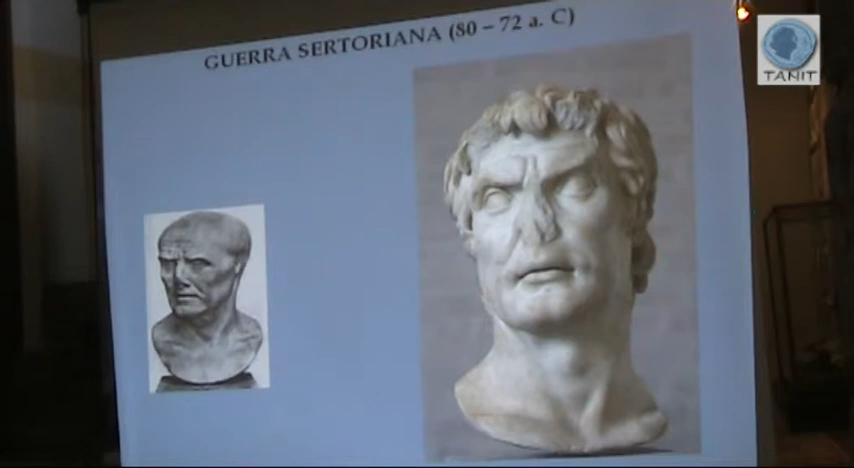 GUERRA SERTORIANA (80 – 72 a. C)
TANIT